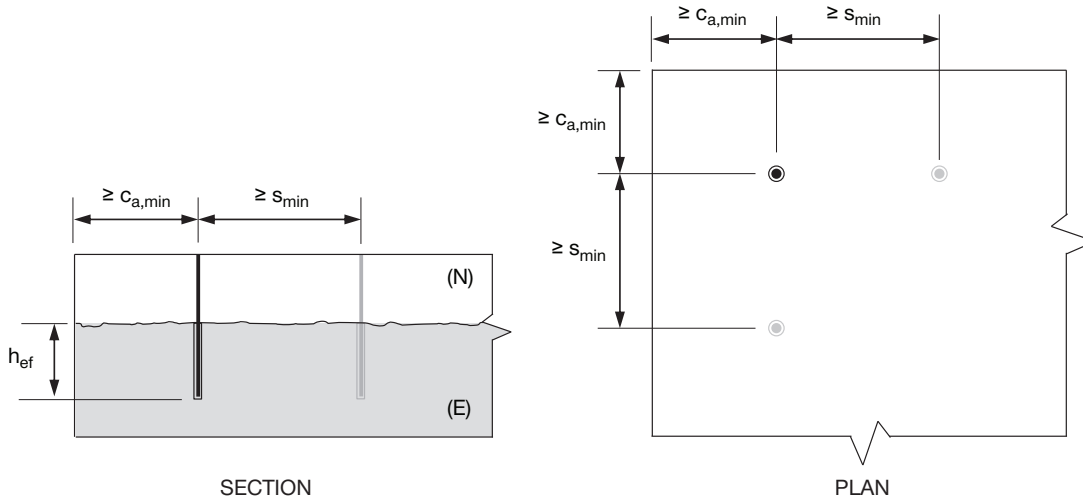 ≥ c_a,min
≥ s_min
(N)
h_ef
(E)
SECTION
≥ c_a,min
≥ s_min
≥ c_a,min
≥ s_min
PLAN